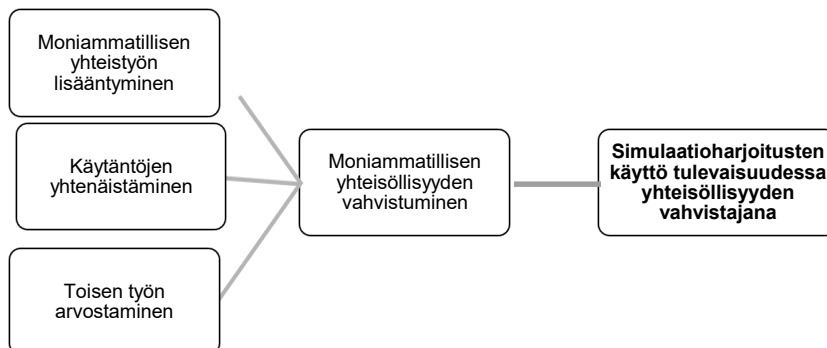 Moniammatillisen
yhteistyön
lisääntyminen
Käytäntöjen
yhtenäistäminen
Toisen työn
arvostaminen
Moniammatillisen
yhteisöllisyyden
vahvistuminen
Simulaatioharjoitusten
käyttö tulevaisuudessa
yhteisöllisyyden
vahvistajana